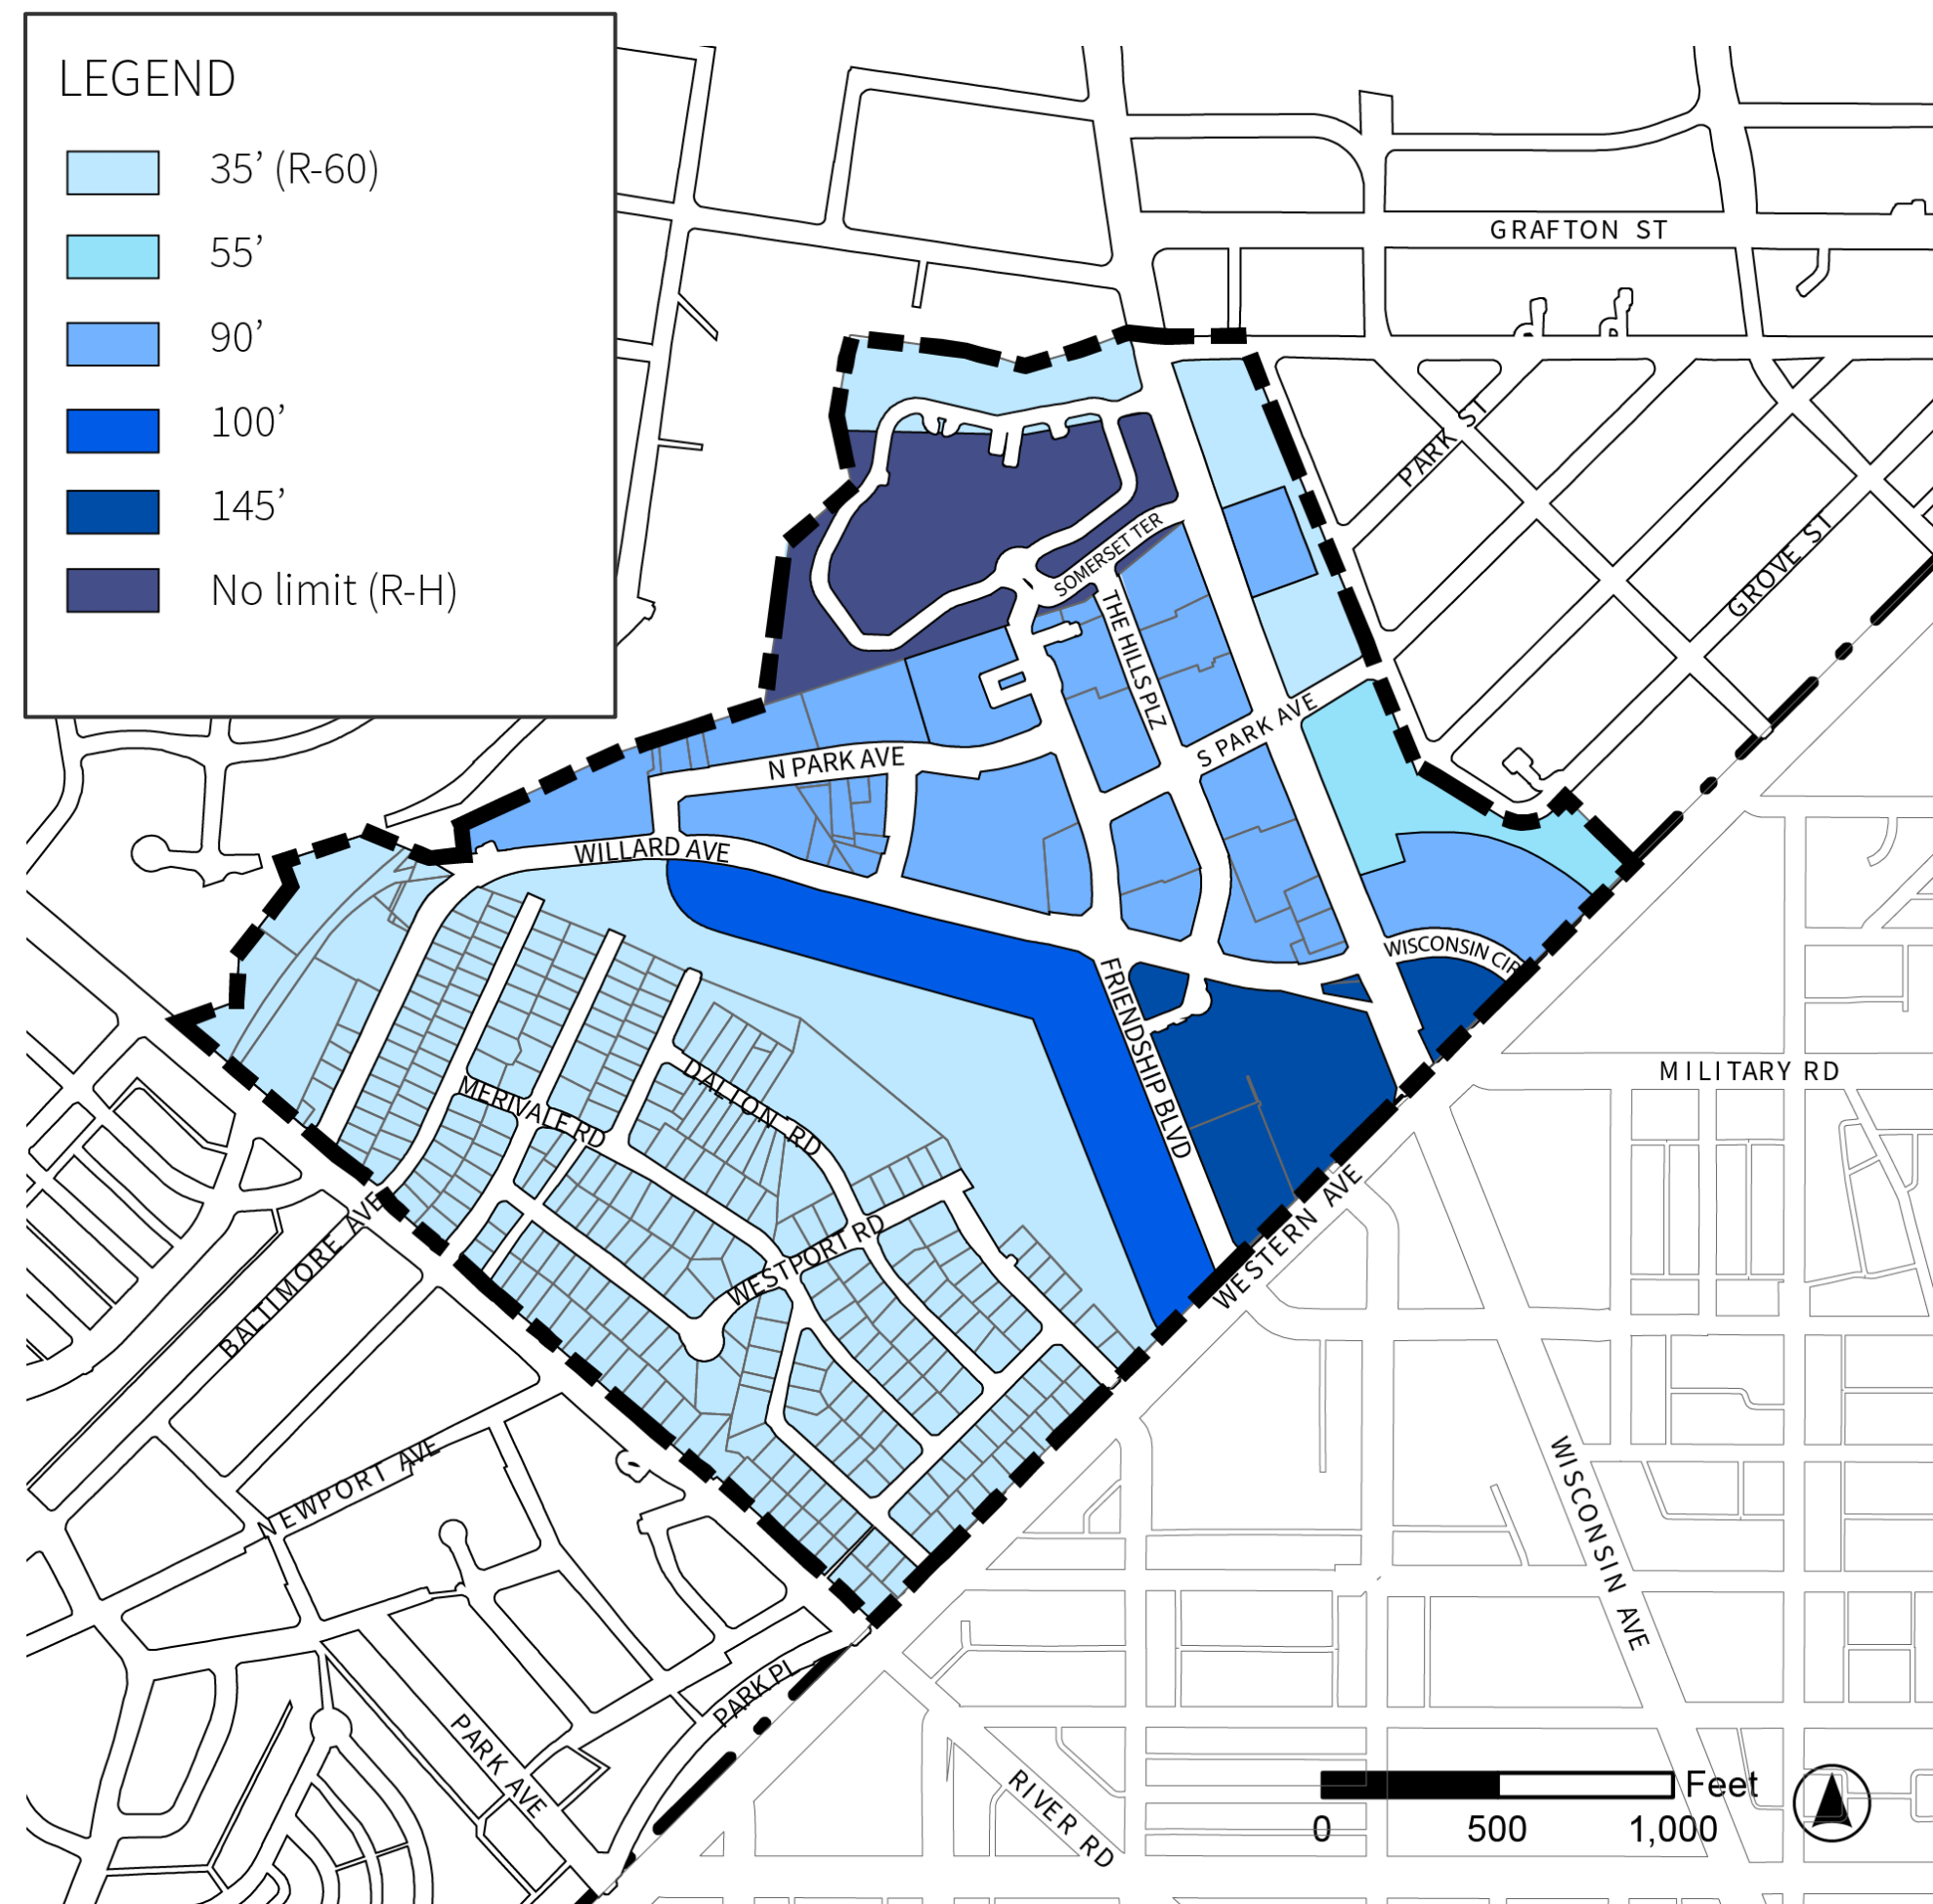 LEGEND
35’ (R-60)
55’
90’
100’
145’
No limit (R-H)
GRAFTON ST
PARK ST
GROVE ST
SOMERSET TER
THE HILLS PLZ
S PARK AVE
N PARK AVE
WILLARD AVE
WISCONSIN CIR
FRIENDSHIP BLVD
MILITARY RD
MERIVALE RD
DALTON RD
WESTERN AVE
WESTPORT RD
BALTIMORE AVE
NEWPORT AVE
WISCONSIN AVE
PARK PL
PARK AVE
RIVER RD
Feet
0 500 1,000